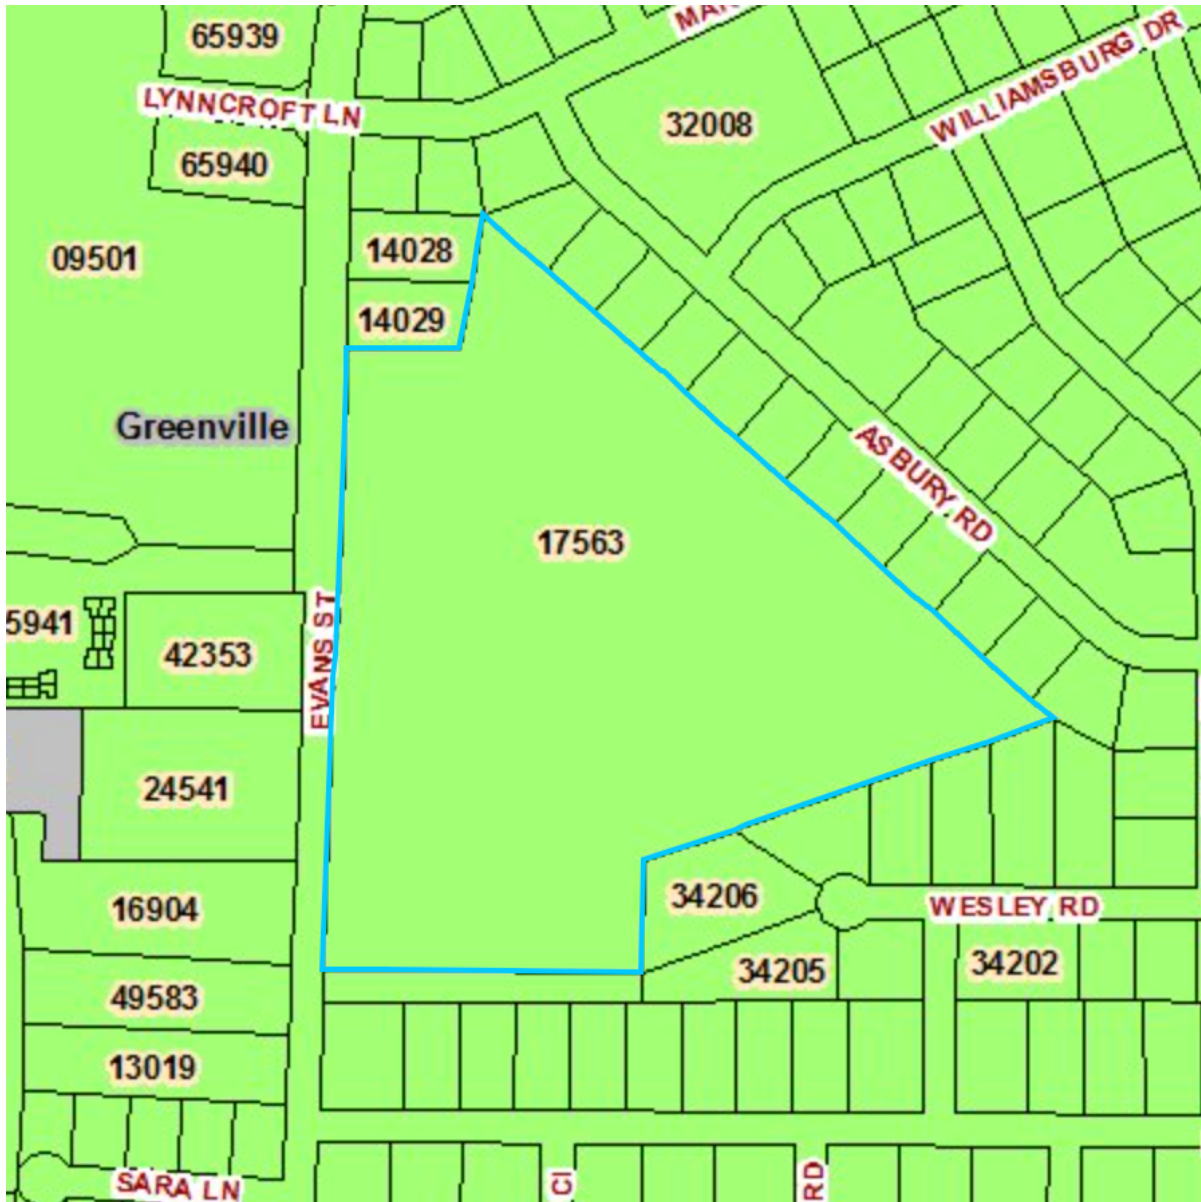 65939
LYNNCROFT LN
65940
32008
WILLIAMSBURG DR
09501
14028
14029
Greenville
ASBURY RD
17563
5941
42353
EVANS ST
24541
34206
WESLEY RD
16904
34205
34202
49583
13019
SARA LN
CI
RD